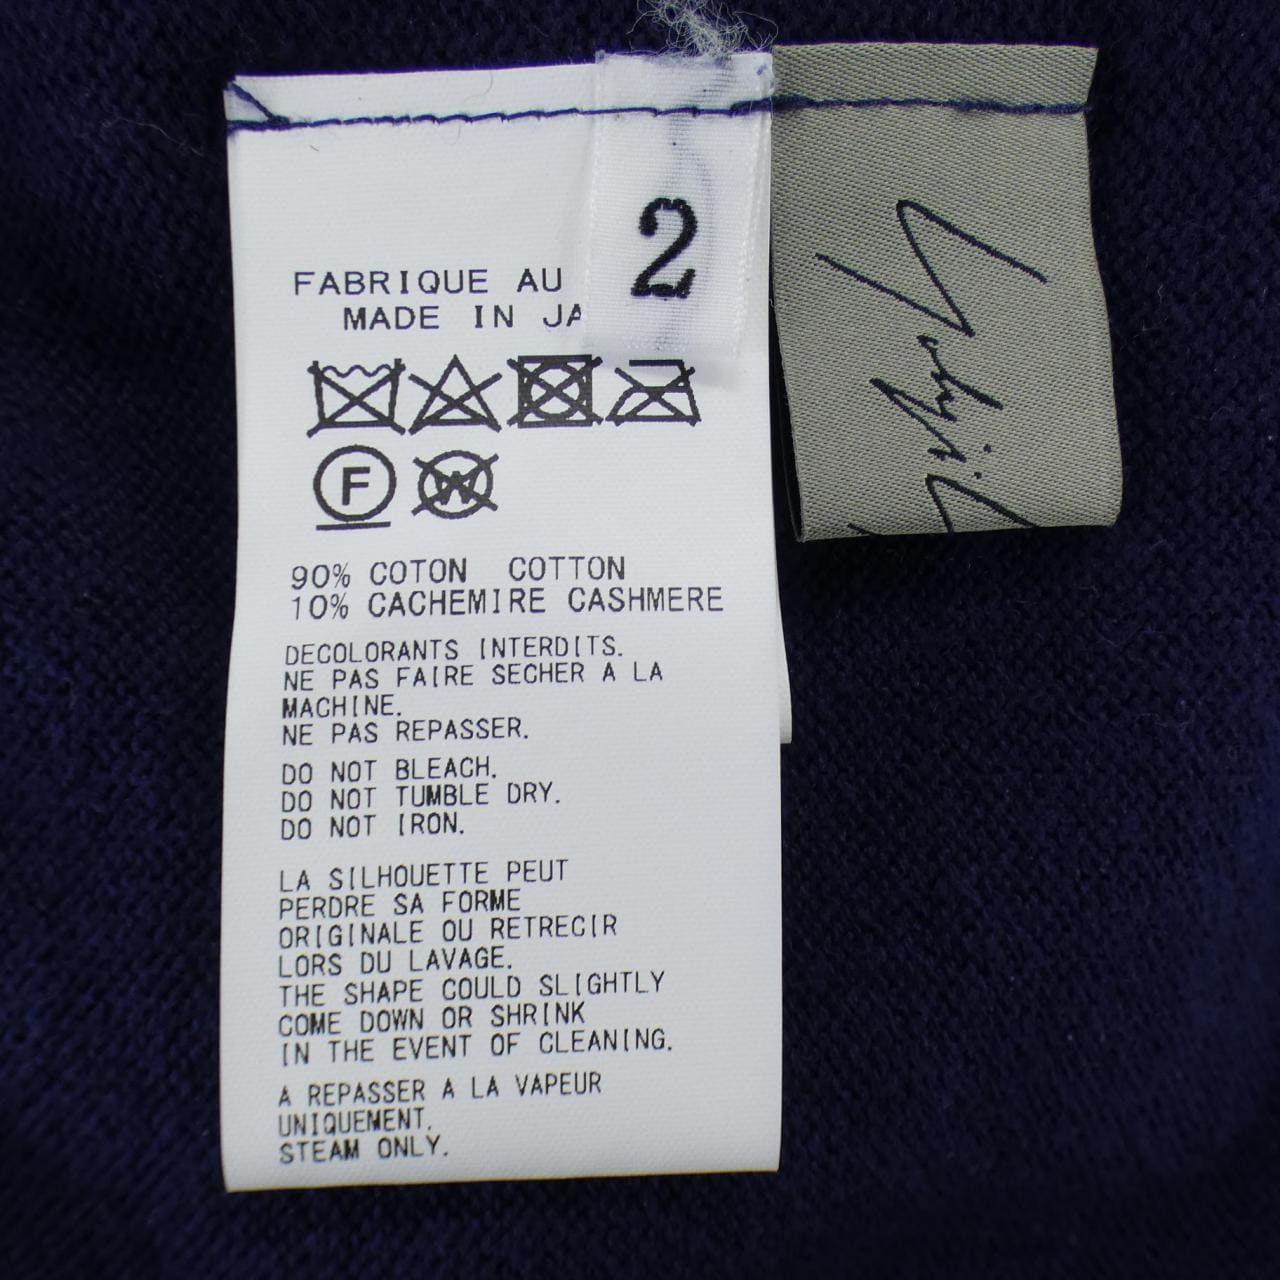 2
FABRIQUE AU
MADE IN JA
F
W
90% COTON COTTON
10% CACHEMIRE CASHMERE
DECOLORANTS INTERDITS.
NE PAS FAIRE SECHER A LA
MACHINE.
NE PAS REPASSER.
DO NOT BLEACH.
DO NOT TUMBLE DRY.
DO NOT IRON.
LA SILHOUETTE PEUT
PERDRE SA FORME
ORIGINALE OU RETRECIR
LORS DU LAVAGE.
THE SHAPE COULD SLIGHTLY
COME DOWN OR SHRINK
IN THE EVENT OF CLEANING.
A REPASSER A LA VAPEUR
UNIQUEMENT.
STEAM ONLY.